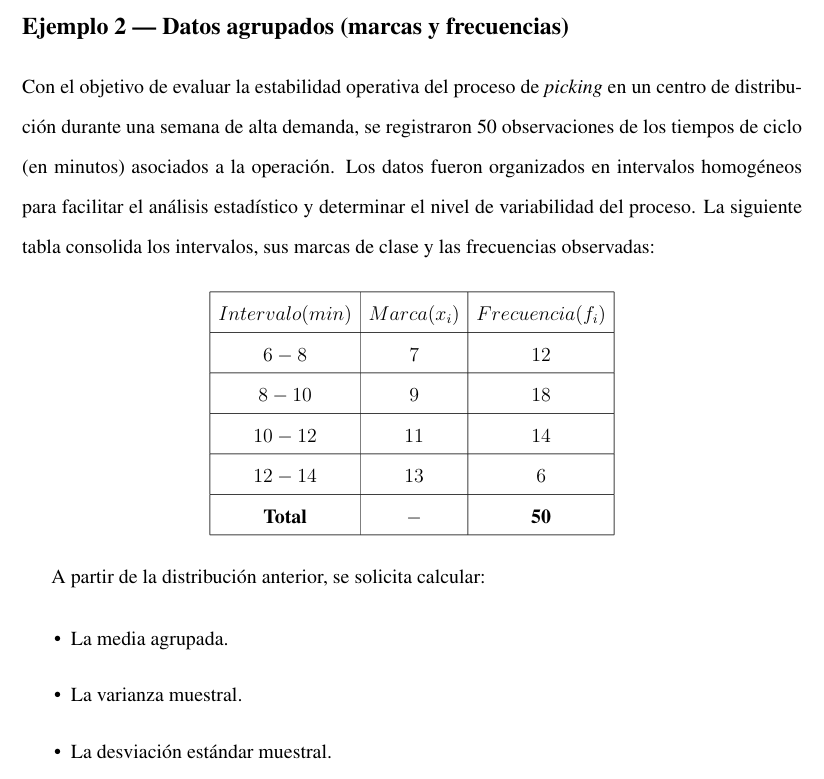 Ejemplo 2 — Datos agrupados (marcas y frecuencias)
Con el objetivo de evaluar la estabilidad operativa del proceso de picking en un centro de distribu-
ción durante una semana de alta demanda, se registraron 50 observaciones de los tiempos de ciclo
(en minutos) asociados a la operación. Los datos fueron organizados en intervalos homogéneos
para facilitar el análisis estadístico y determinar el nivel de variabilidad del proceso. La siguiente
tabla consolida los intervalos, sus marcas de clase y las frecuencias observadas:
Intervalo(min) Marca(xᵢ) Frecuencia(fᵢ)
6 − 8 7 12
8 − 10 9 18
10 − 12 11 14
12 − 14 13 6
Total − 50
A partir de la distribución anterior, se solicita calcular:
• La media agrupada.
• La varianza muestral.
• La desviación estándar muestral.